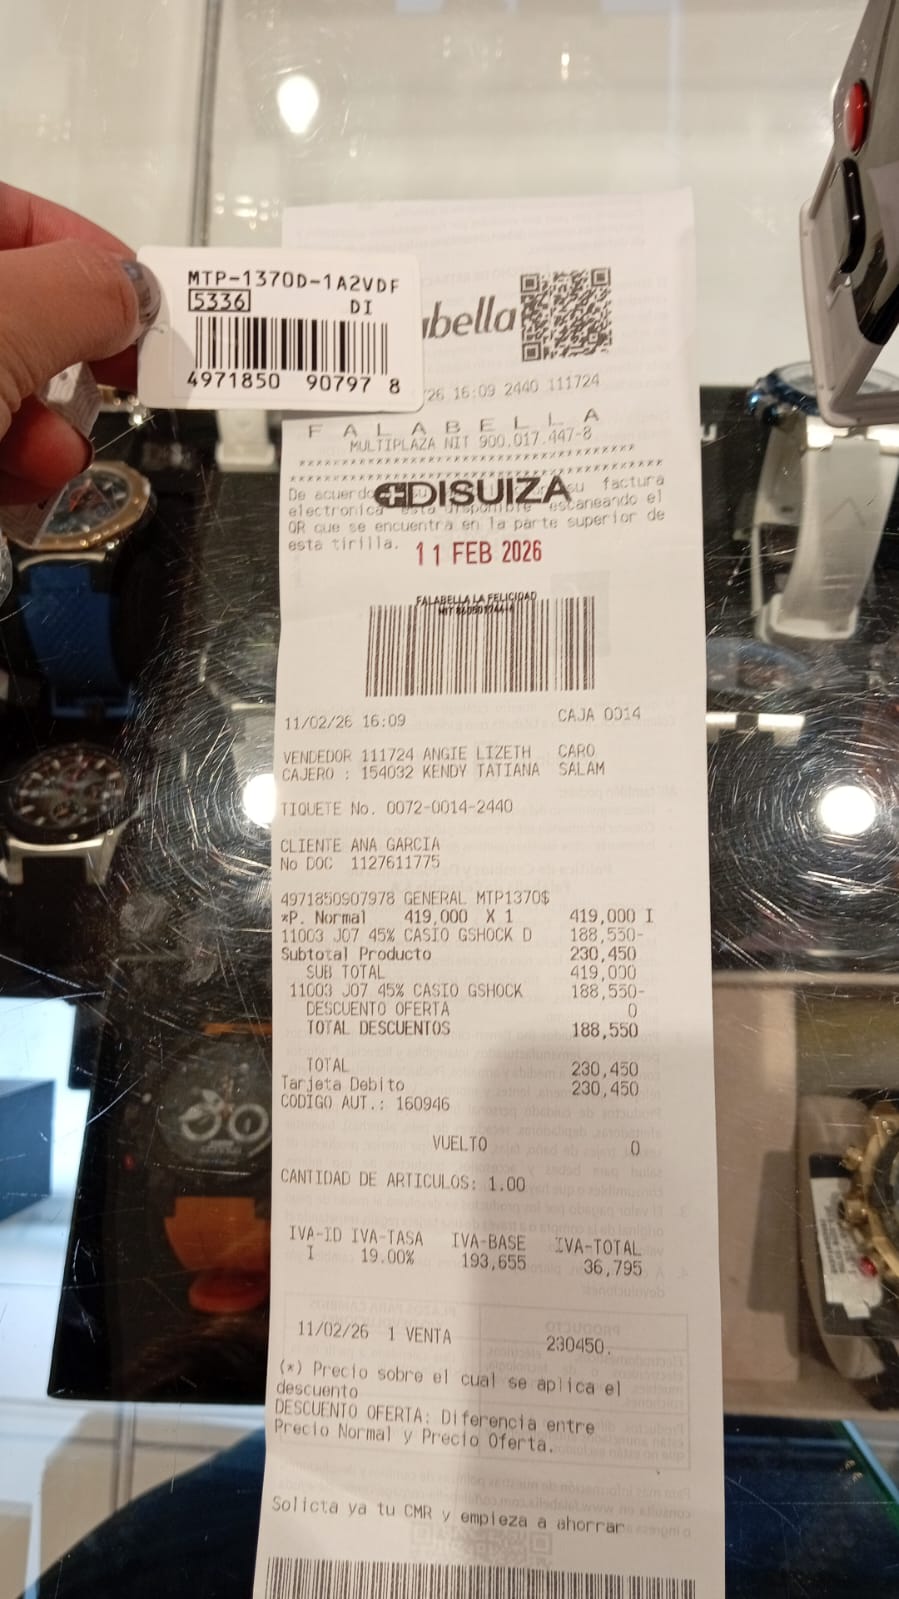 MTP-1370D-1A2VDF
5336 DI
4971850 90797 8
abella
/26 16:09 2440 111724
FALABELLA
MULTIPLAZA NIT 900.017.447-8
De acuerdo su factura
electronica esta disponible escaneando el
QR que se encuentra en la parte superior de
esta tirilla.
DISUIZA
11 FEB 2026
FALABELLA LA FELICIDAD
11/02/26 16:09 CAJA 0014
VENDEDOR 111724 ANGIE LIZETH CARO
CAJERO : 154032 KENDY TATIANA SALAM
TIQUETE No. 0072-0014-2440
CLIENTE ANA GARCIA
No DOC 1127611775
4971850907978 GENERAL MTP1370$
*P. Normal 419,000 X 1 419,000 I
11003 J07 45% CASIO GSHOCK D 188,550-
Subtotal Producto 230,450
SUB TOTAL 419,000
11003 J07 45% CASIO GSHOCK 188,550-
DESCUENTO OFERTA 0
TOTAL DESCUENTOS 188,550
TOTAL 230,450
Tarjeta Debito 230,450
CODIGO AUT.: 160946
VUELTO 0
CANTIDAD DE ARTICULOS: 1.00
IVA-ID IVA-TASA IVA-BASE IVA-TOTAL
I 19.00% 193,655 36,795
11/02/26 1 VENTA 230450.
(*) Precio sobre el cual se aplica el
descuento
DESCUENTO OFERTA: Diferencia entre
Precio Normal y Precio Oferta.
Solicta ya tu CMR y empieza a ahorrar